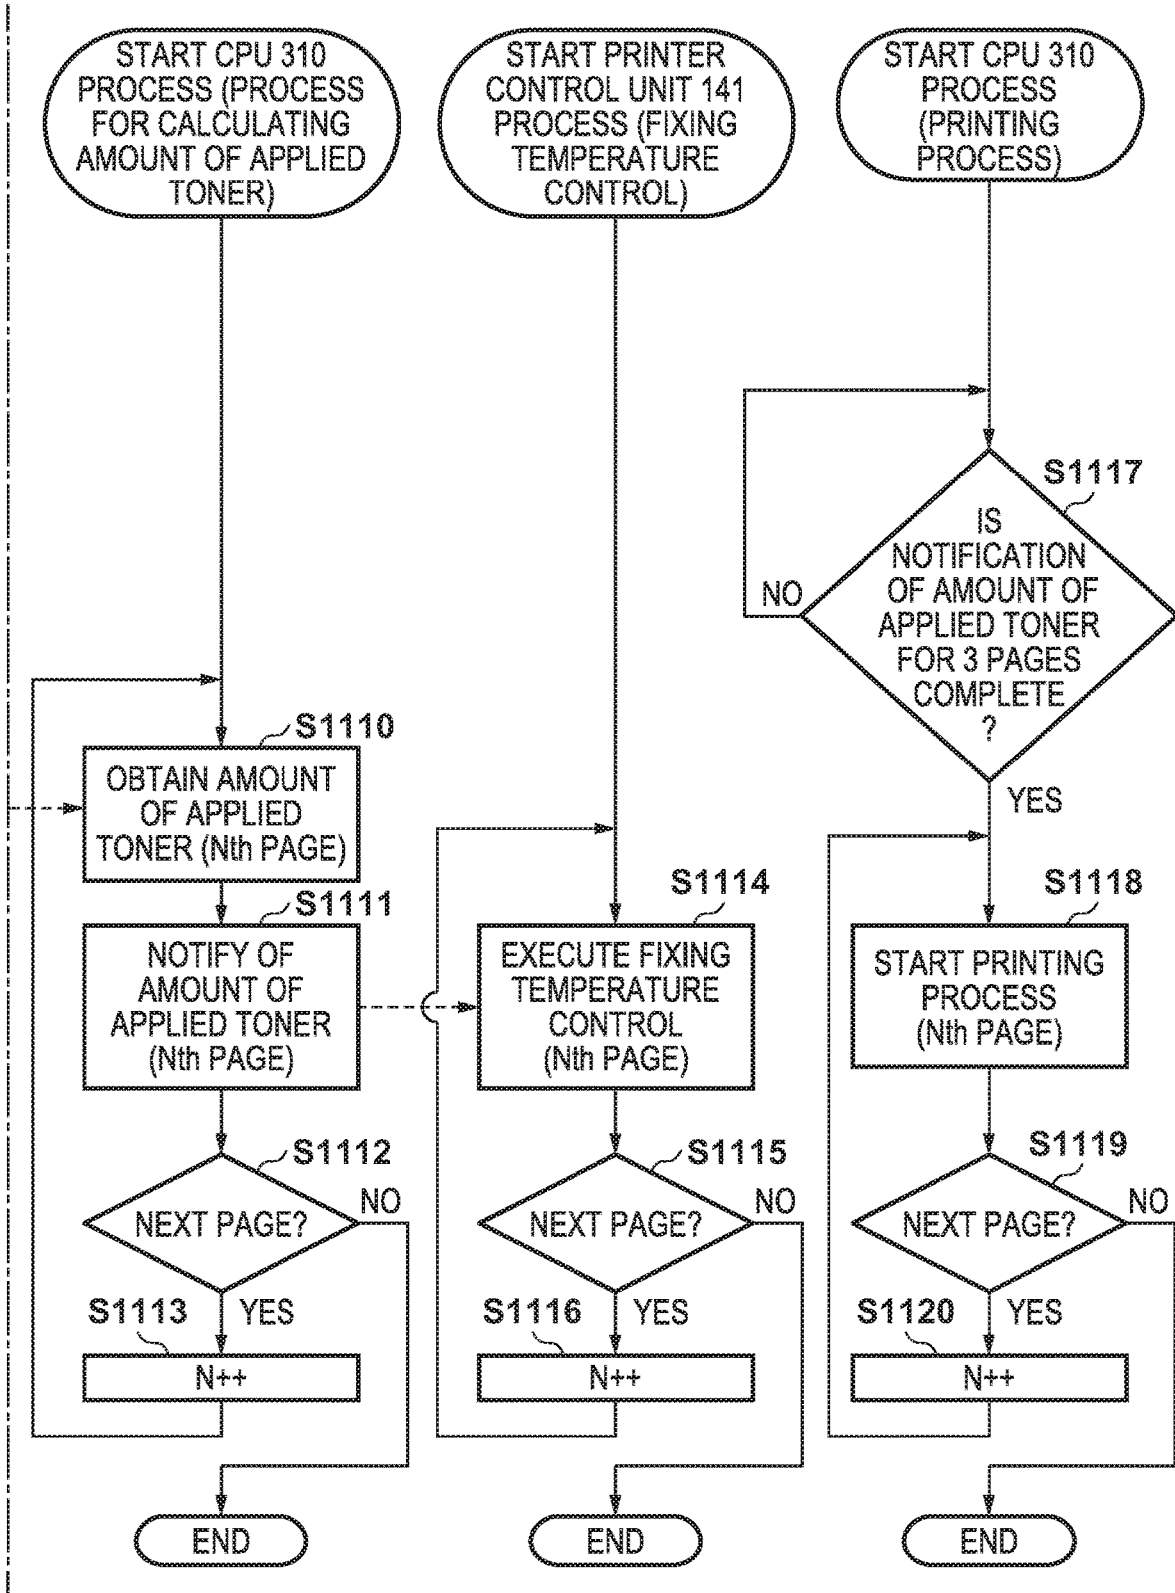 START CPU 310
PROCESS (PROCESS
FOR CALCULATING
AMOUNT OF APPLIED
TONER)
S1110
OBTAIN AMOUNT
OF APPLIED
TONER (Nth PAGE)
S1111
NOTIFY OF
AMOUNT OF
APPLIED TONER
(Nth PAGE)
S1112
NEXT PAGE?
NO
YES
S1113
N++
END
START PRINTER
CONTROL UNIT 141
PROCESS (FIXING
TEMPERATURE
CONTROL)
S1114
EXECUTE FIXING
TEMPERATURE
CONTROL
(Nth PAGE)
S1115
NEXT PAGE?
NO
YES
S1116
N++
END
START CPU 310
PROCESS
(PRINTING
PROCESS)
S1117
IS
NOTIFICATION
OF AMOUNT OF
APPLIED TONER
FOR 3 PAGES
COMPLETE
?
NO
YES
S1118
START PRINTING
PROCESS
(Nth PAGE)
S1119
NEXT PAGE?
NO
YES
S1120
N++
END